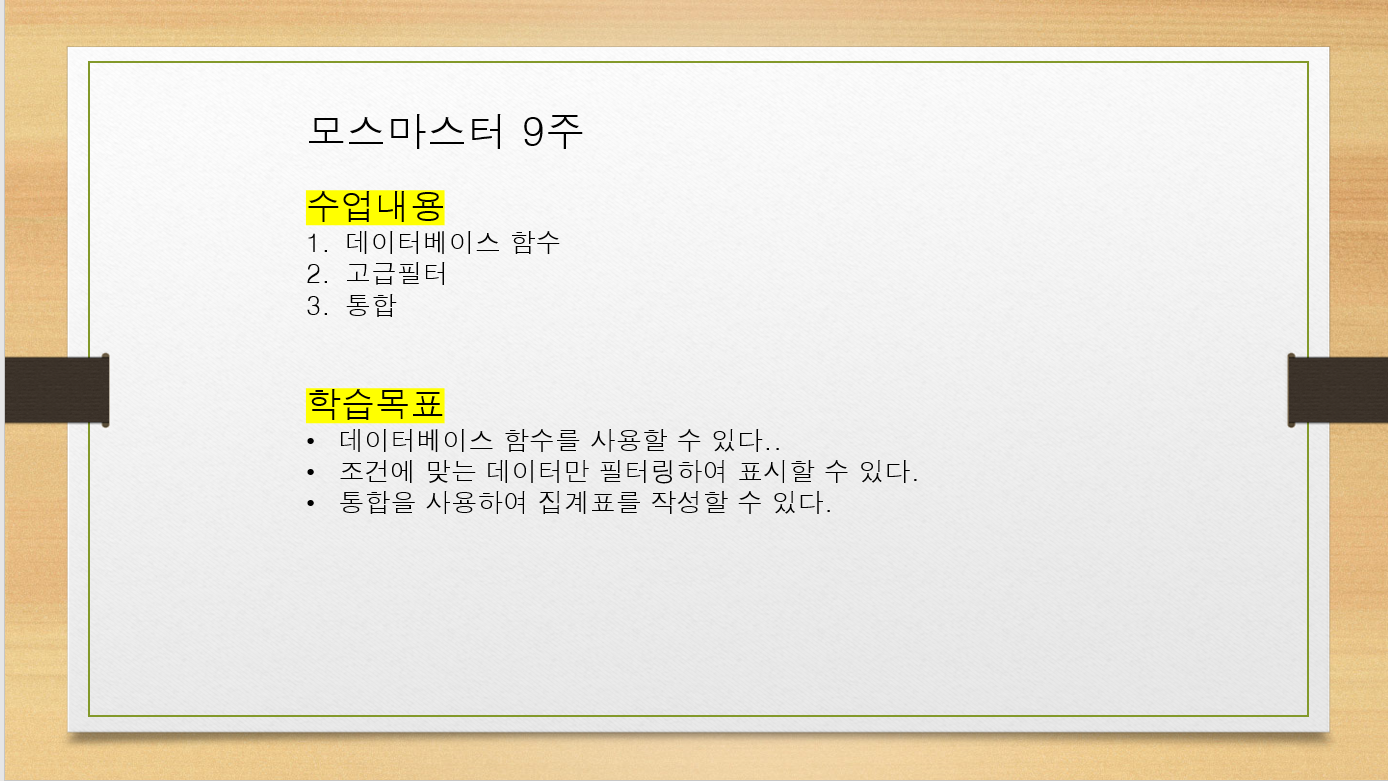 모스마스터 9주
수업내용
1. 데이터베이스 함수
2. 고급필터
3. 통합
학습목표
• 데이터베이스 함수를 사용할 수 있다..
• 조건에 맞는 데이터만 필터링하여 표시할 수 있다.
• 통합을 사용하여 집계표를 작성할 수 있다.